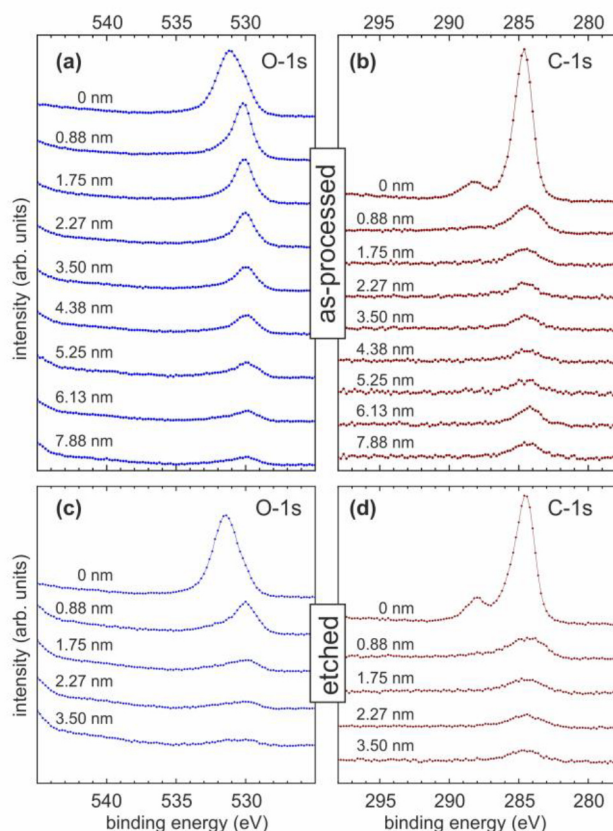 540 535 530
295 290 285 280
(a) O-1s
0 nm
0.88 nm
1.75 nm
2.27 nm
3.50 nm
4.38 nm
5.25 nm
6.13 nm
7.88 nm
(b) C-1s
0 nm
0.88 nm
1.75 nm
2.27 nm
3.50 nm
4.38 nm
5.25 nm
6.13 nm
7.88 nm
intensity (arb. units)
as-processed
(c) O-1s
0 nm
0.88 nm
1.75 nm
2.27 nm
3.50 nm
(d) C-1s
0 nm
0.88 nm
1.75 nm
2.27 nm
3.50 nm
intensity (arb. units)
etched
540 535 530
binding energy (eV)
295 290 285 280
binding energy (eV)